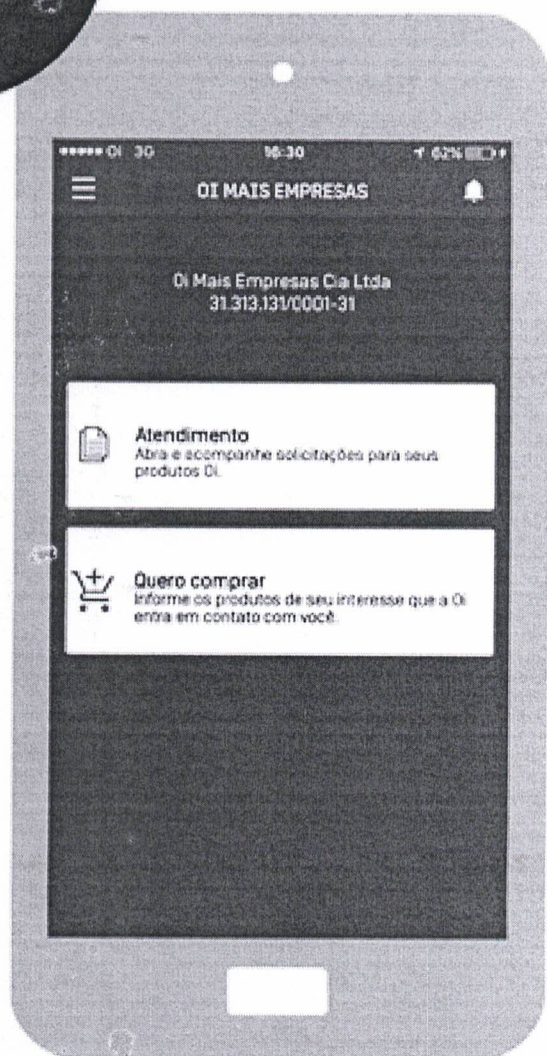 Oi 3G 16:30 62%
OI MAIS EMPRESAS
Oi Mais Empresas Cia Ltda
31.313.131/0001-31
Atendimento
Abra e acompanhe solicitações para seus
produtos Oi.
Quero comprar
Informe os produtos de seu interesse que a Oi
entra em contato com você.